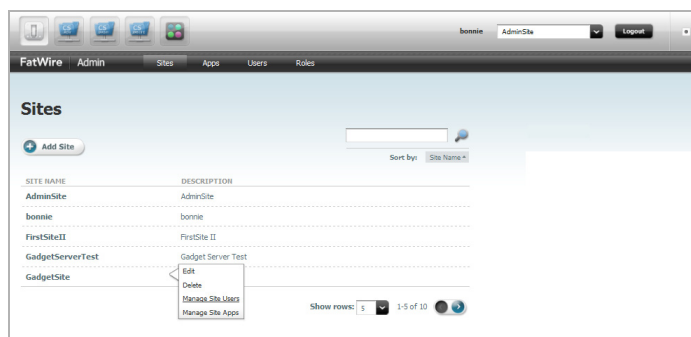 bonnie AdminSite Logout
FatWire Admin Sites Apps Users Roles
Sites
Add Site
Sort by: Site Name
SITE NAME DESCRIPTION
AdminSite AdminSite
bonnie bonnie
FirstSiteII FirstSite II
GadgetServerTest Gadget Server Test
GadgetSite
Edit
Delete
Manage Site Users
Manage Site Apps
Show rows: 5 1-5 of 10